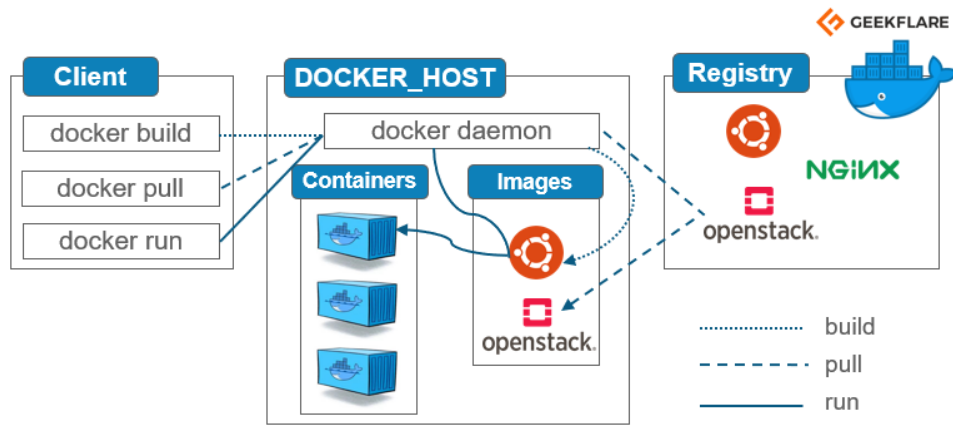 GEEKFLARE
Client
docker build
docker pull
docker run
DOCKER_HOST
docker daemon
Containers
Images
openstack.
Registry
NGINX
openstack.
build
pull
run